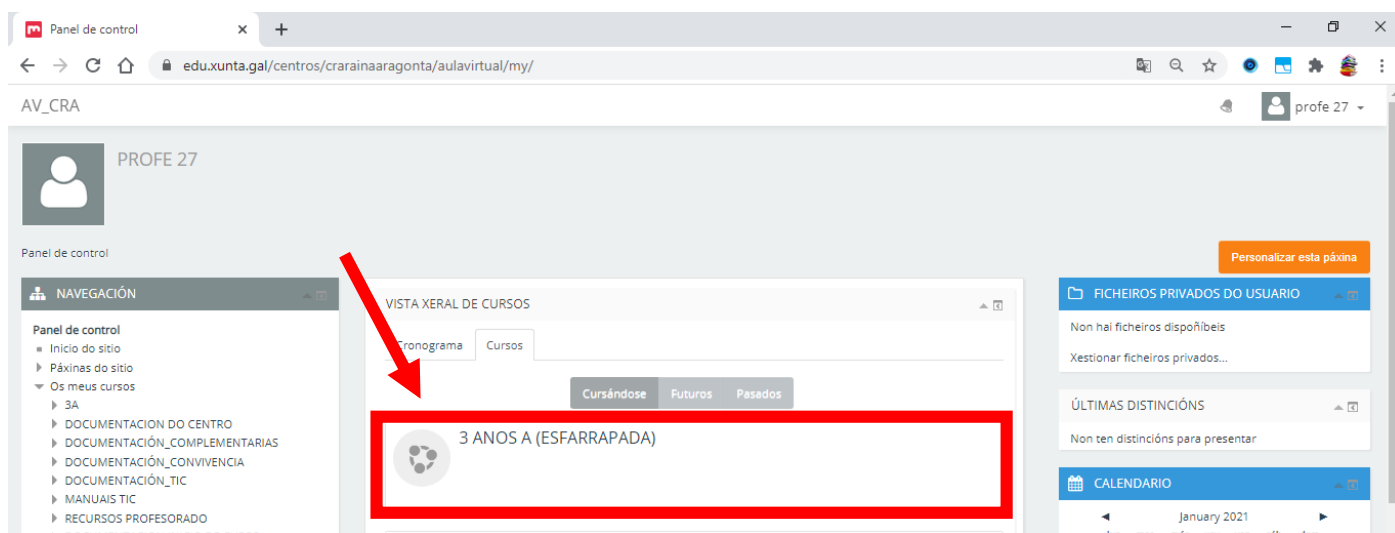 Panel de control
edu.xunta.gal/centros/crarainaaragonta/aulavirtual/my/
AV_CRA
profe 27
PROFE 27
Panel de control
Personalizar esta páxina
NAVEGACIÓN
Panel de control
Inicio do sitio
Páxinas do sitio
Os meus cursos
3A
DOCUMENTACION DO CENTRO
DOCUMENTACIÓN_COMPLEMENTARIAS
DOCUMENTACIÓN_CONVIVENCIA
DOCUMENTACIÓN_TIC
MANUAIS TIC
RECURSOS PROFESORADO
VISTA XERAL DE CURSOS
Cronograma Cursos
Cursándose Futuros Pasados
3 ANOS A (ESFARRAPADA)
FICHEIROS PRIVADOS DO USUARIO
Non hai ficheiros dispoñíbeis
Xestionar ficheiros privados...
ÚLTIMAS DISTINCIÓNS
Non ten distincións para presentar
CALENDARIO
January 2021